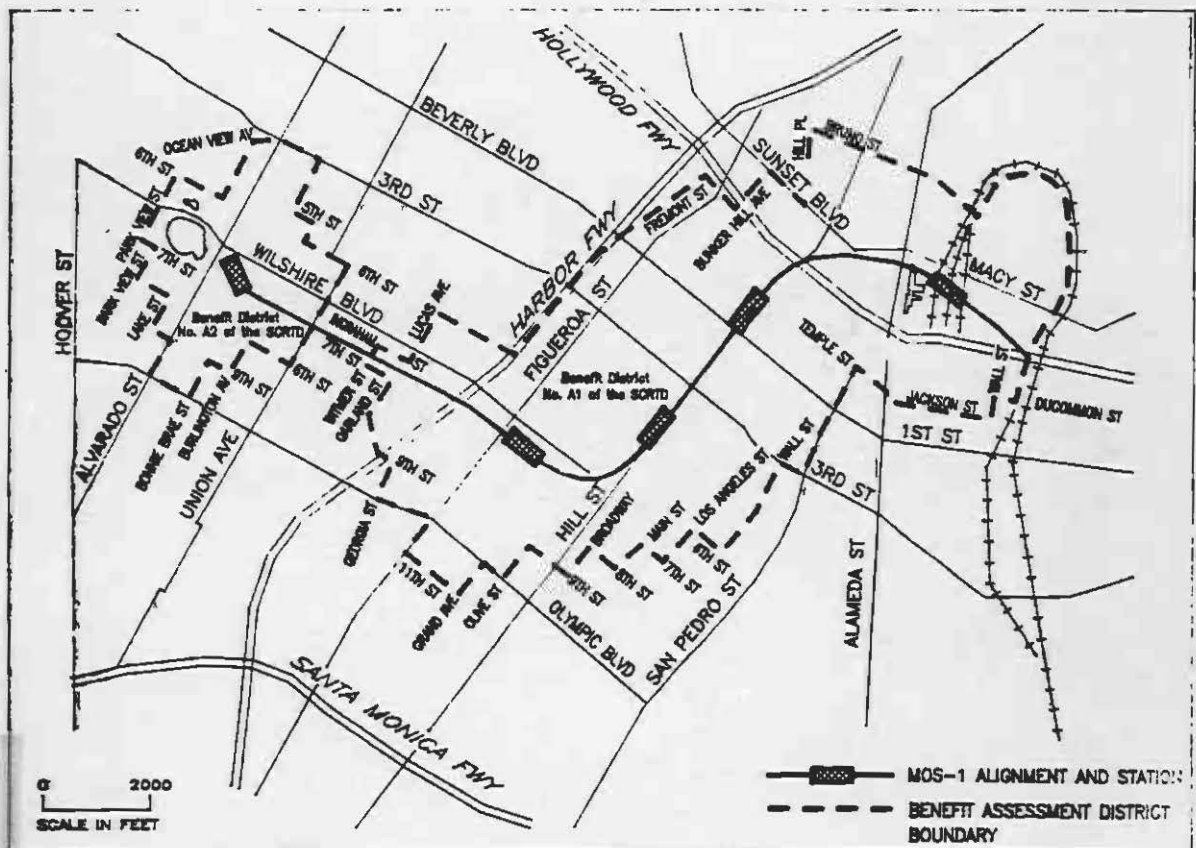 HOLLYWOOD FWY
BEVERLY BLVD
OCEAN VIEW AV
6TH ST
PARK VIEW ST
3RD ST
5TH ST
HILL PL
BRUNO ST
SUNSET BLVD
FREMONT ST
BUNKER HILL AVE
HARBOR FWY
MACY ST
7TH ST
PARK VIEW ST
LAKE ST
HOOVER ST
WILSHIRE BLVD
6TH ST
LUCAS AVE
FIGUEROA ST
Benefit District
No. A2 of the SCRTD
7TH ST
8TH ST
WITMER ST
GARLAND ST
Benefit District
No. A1 of the SCRTD
TEMPLE ST
JACKSON ST
DUCOMMON ST
1ST ST
ALVARADO ST
BONNIE BRAE ST
BURLINGTON AV
UNION AVE
9TH ST
GEORGIA ST
HILL ST
BROADWAY
MAIN ST
LOS ANGELES ST
WALL ST
3RD ST
6TH ST
7TH ST
8TH ST
9TH ST
11TH ST
GRAND AVE
OLIVE ST
OLYMPIC BLVD
SAN PEDRO ST
ALAMEDA ST
SANTA MONICA FWY
0 2000
SCALE IN FEET
MOS-1 ALIGNMENT AND STATION
BENEFIT ASSESSMENT DISTRICT
BOUNDARY